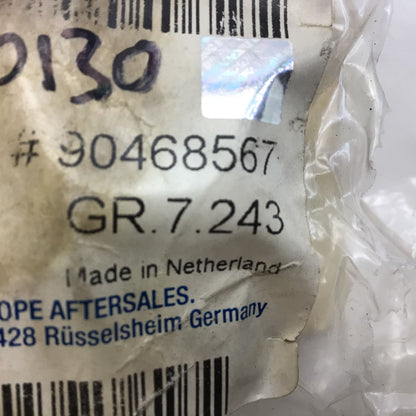 0130
# 90468567
GR.7.243
Made in Netherland
OPE AFTERSALES.
428 Rüsselsheim Germany